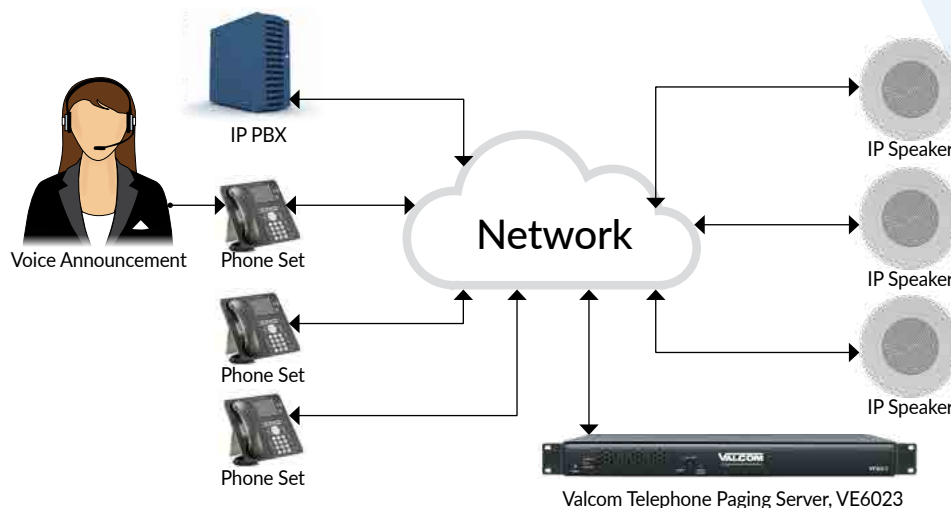 IP PBX
Voice Announcement
Phone Set
Phone Set
Phone Set
Network
IP Speaker
IP Speaker
IP Speaker
VALCOM
Valcom Telephone Paging Server, VE6023